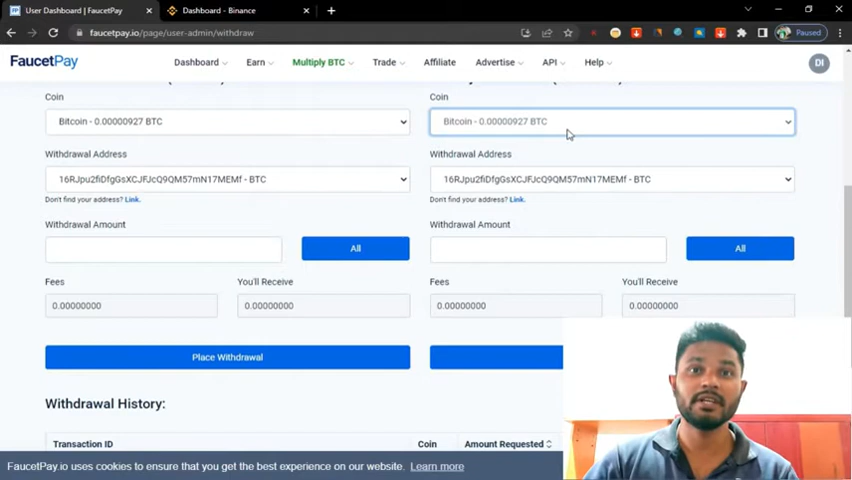 User Dashboard | FaucetPay
Dashboard - Binance
faucetpay.io/page/user-admin/withdraw
Paused
FaucetPay
Dashboard Earn Multiply BTC Trade Affiliate Advertise API Help DI
Coin
Bitcoin - 0.00000927 BTC
Withdrawal Address
16RJpu2fiDfgGsXCJFJcQ9QM57mN17MEMf - BTC
Don't find your address? Link.
Withdrawal Amount
All
Fees You'll Receive
0.00000000 0.00000000
Place Withdrawal
Coin
Bitcoin - 0.00000927 BTC
Withdrawal Address
16RJpu2fiDfgGsXCJFJcQ9QM57mN17MEMf - BTC
Don't find your address? Link.
Withdrawal Amount
All
Fees You'll Receive
0.00000000 0.00000000
Withdrawal History:
Transaction ID Coin Amount Requested
FaucetPay.io uses cookies to ensure that you get the best experience on our website. Learn more